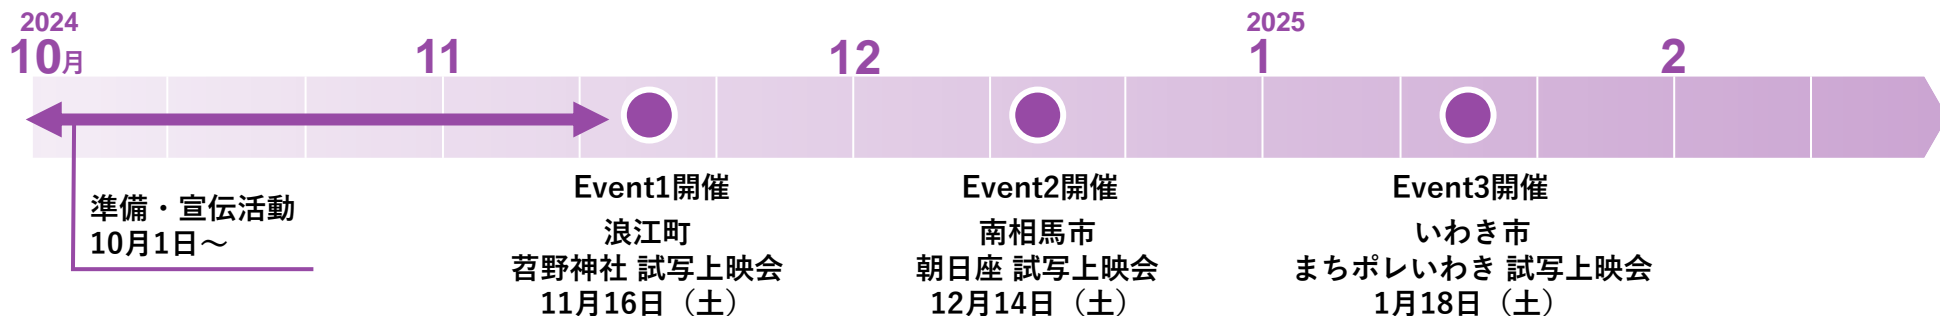 2024
10月
11
12
2025
1
2
準備・宣伝活動
10月1日〜
Event1開催
浪江町
苕野神社 試写上映会
11月16日（土）
Event2開催
南相馬市
朝日座 試写上映会
12月14日（土）
Event3開催
いわき市
まちポレいわき 試写上映会
1月18日（土）